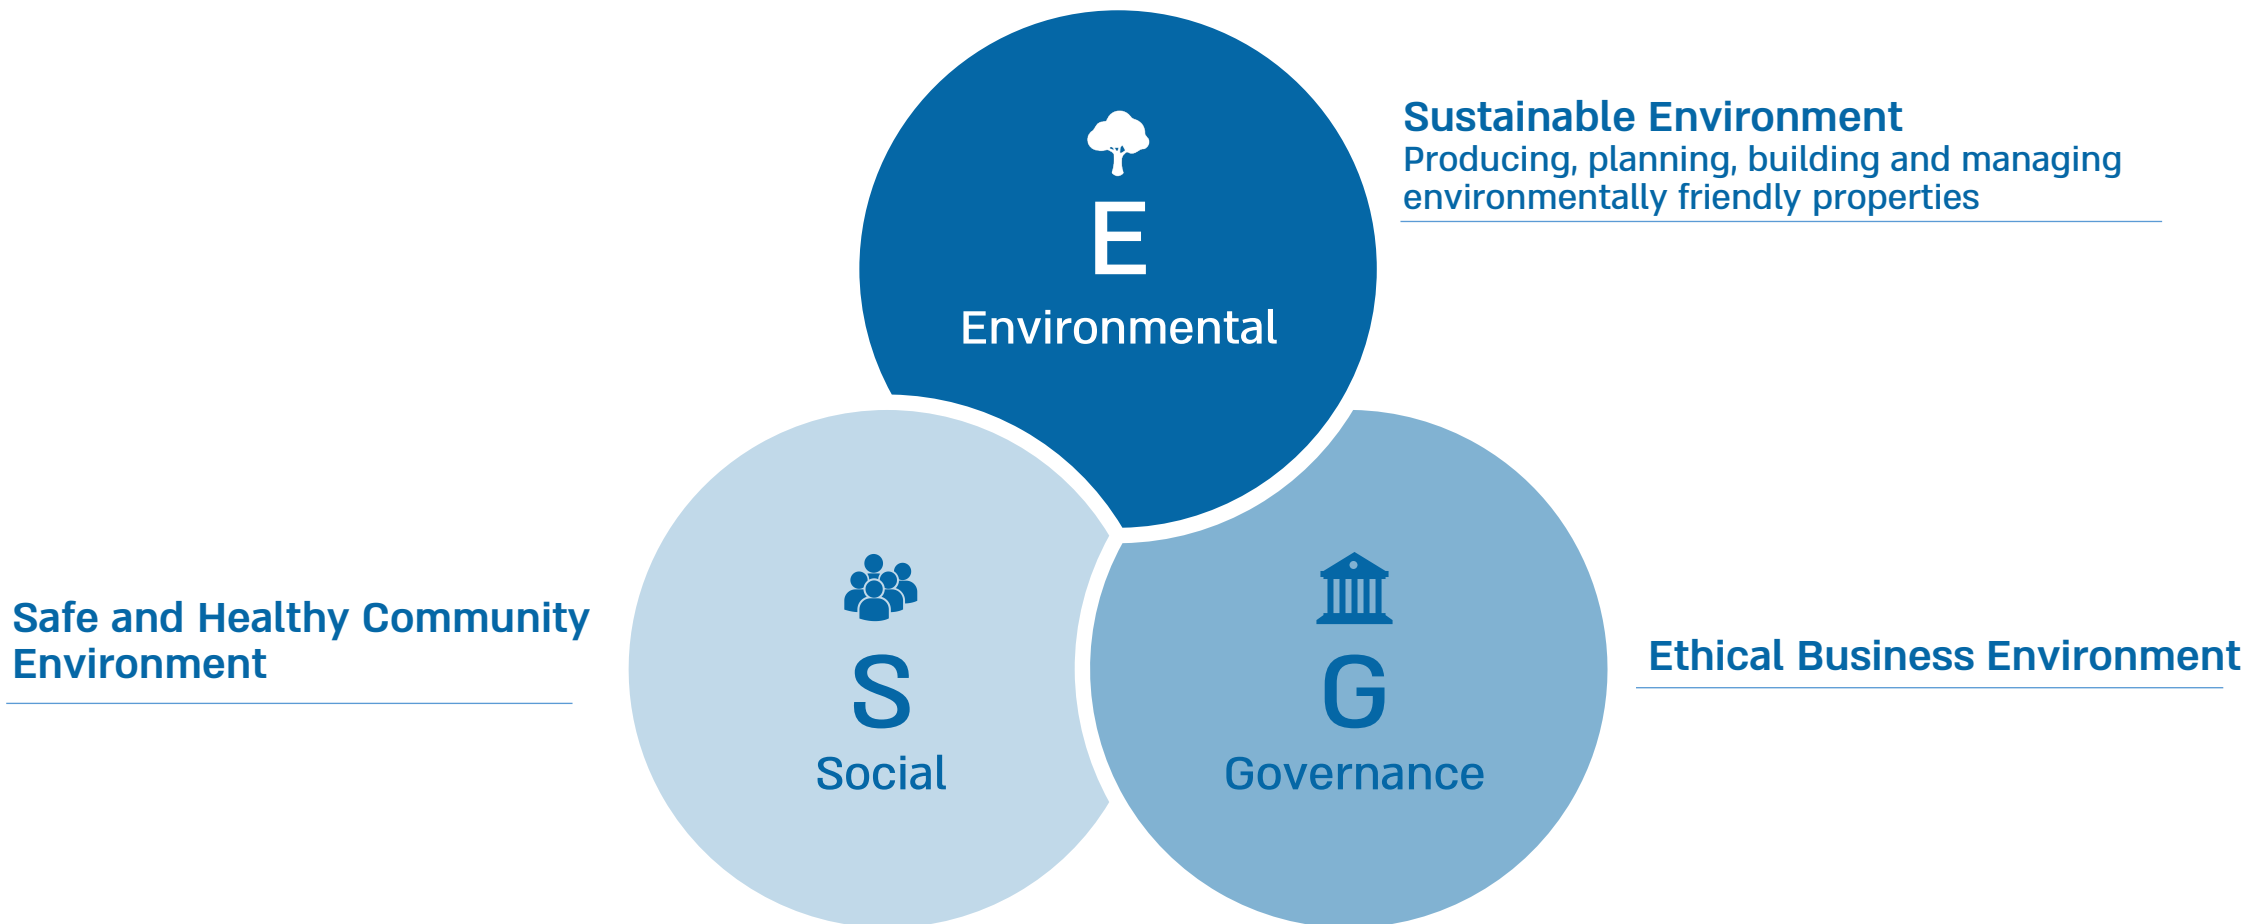 E
Environmental
Sustainable Environment
Producing, planning, building and managing
environmentally friendly properties
Safe and Healthy Community
Environment
S
Social
G
Governance
Ethical Business Environment